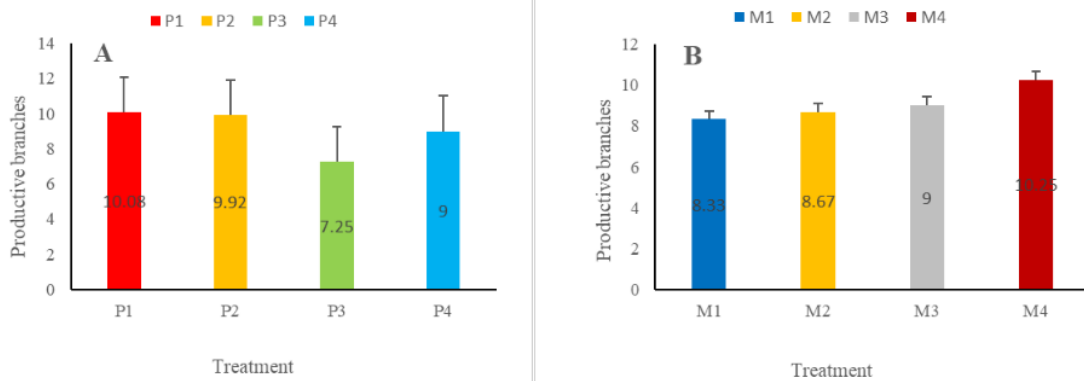 P1 P2 P3 P4
A
Productive branches
14
12
10
8
6
4
2
0
10.08
9.92
7.25
9
P1 P2 P3 P4
Treatment
M1 M2 M3 M4
B
Productive branches
12
10
8
6
4
2
0
8.33
8.67
9
10.25
M1 M2 M3 M4
Treatment